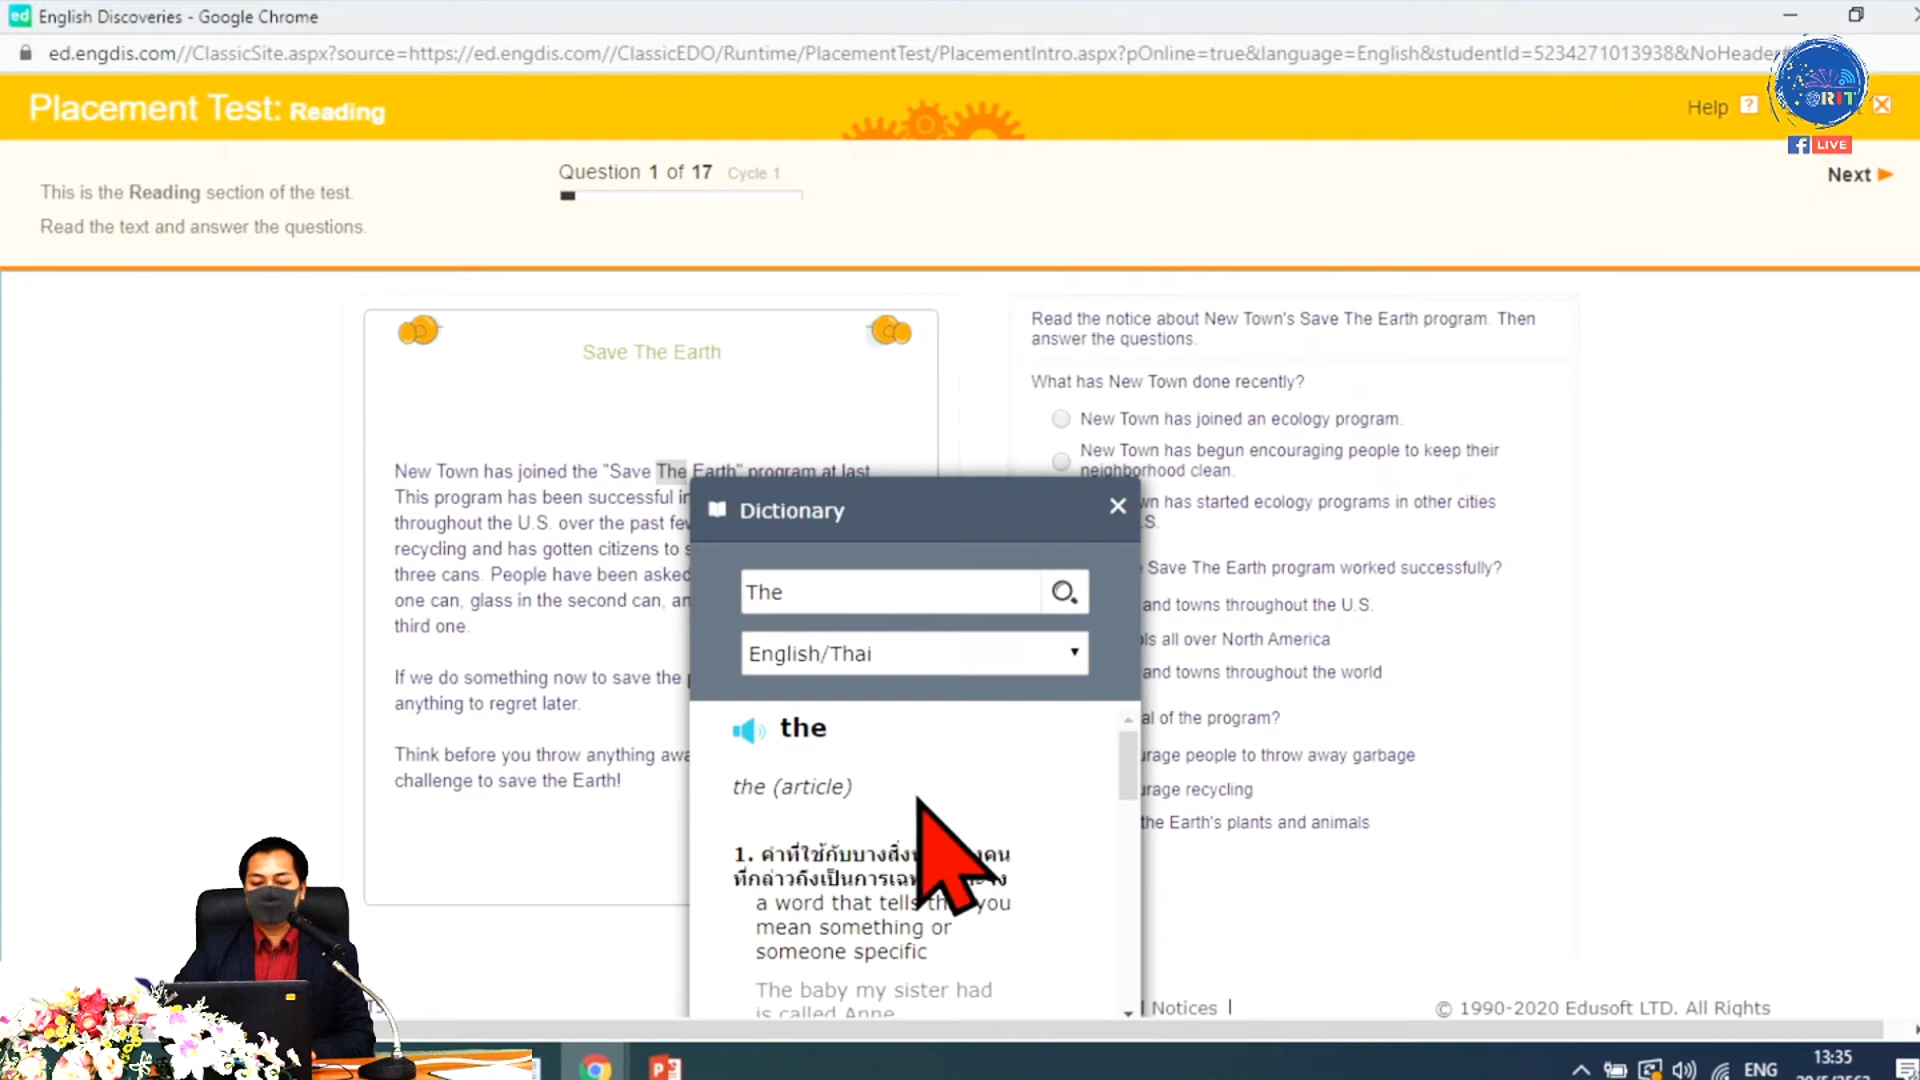 English Discoveries - Google Chrome
ed.engdis.com//ClassicSite.aspx?source=https://ed.engdis.com//ClassicEDO/Runtime/PlacementTest/PlacementIntro.aspx?pOnline=true&language=English&studentId=5234271013938&NoHeader
Placement Test: Reading
Help ?
ORIT
f LIVE
This is the Reading section of the test.
Read the text and answer the questions.
Question 1 of 17 Cycle 1
Next
Save The Earth
New Town has joined the "Save The Earth" program at last
This program has been successful in
throughout the U.S. over the past few
recycling and has gotten citizens to s
three cans. People have been asked
one can, glass in the second can, an
third one.
If we do something now to save the
anything to regret later.
Think before you throw anything awa
challenge to save the Earth!
Read the notice about New Town's Save The Earth program. Then
answer the questions.
What has New Town done recently?
New Town has joined an ecology program.
New Town has begun encouraging people to keep their
neighborhood clean.
wn has started ecology programs in other cities
S.
Save The Earth program worked successfully?
and towns throughout the U.S.
ols all over North America
and towns throughout the world
al of the program?
urage people to throw away garbage
urage recycling
the Earth's plants and animals
Dictionary
The
English/Thai
the
the (article)
1. คำที่ใช้กับบางสิ่ง
ที่กล่าวถึงเป็นการ
a word that tells you
mean something or
someone specific
The baby my sister had
is called Anne
Notices |
© 1990-2020 Edusoft LTD. All Rights
ENG
13:35